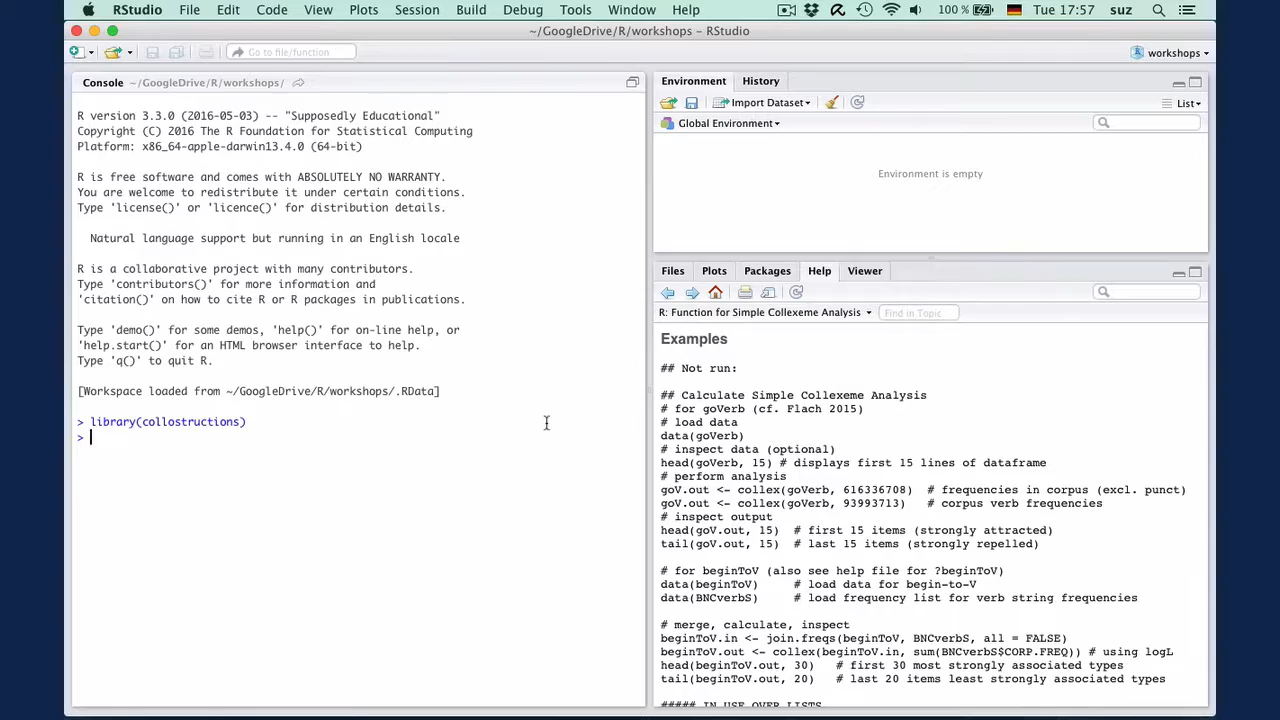 RStudio File Edit Code View Plots Session Build Debug Tools Window Help 100 % Tue 17:57 suz
~/GoogleDrive/R/workshops – RStudio
Go to file/function workshops
Console ~/GoogleDrive/R/workshops/
R version 3.3.0 (2016-05-03) -- "Supposedly Educational"
Copyright (C) 2016 The R Foundation for Statistical Computing
Platform: x86_64-apple-darwin13.4.0 (64-bit)
R is free software and comes with ABSOLUTELY NO WARRANTY.
You are welcome to redistribute it under certain conditions.
Type 'license()' or 'licence()' for distribution details.
Natural language support but running in an English locale
R is a collaborative project with many contributors.
Type 'contributors()' for more information and
'citation()' on how to cite R or R packages in publications.
Type 'demo()' for some demos, 'help()' for on-line help, or
'help.start()' for an HTML browser interface to help.
Type 'q()' to quit R.
[Workspace loaded from ~/GoogleDrive/R/workshops/.RData]
> library(collostructions)
>
Environment History
Import Dataset List
Global Environment
Environment is empty
Files Plots Packages Help Viewer
R: Function for Simple Collexeme Analysis Find in Topic
Examples
## Not run:
## Calculate Simple Collexeme Analysis
# for goVerb (cf. Flach 2015)
# load data
data(goVerb)
# inspect data (optional)
head(goVerb, 15) # displays first 15 lines of dataframe
# perform analysis
goV.out <- collex(goVerb, 616336708) # frequencies in corpus (excl. punct)
goV.out <- collex(goVerb, 93993713) # corpus verb frequencies
# inspect output
head(goV.out, 15) # first 15 items (strongly attracted)
tail(goV.out, 15) # last 15 items (strongly repelled)
# for beginToV (also see help file for ?beginToV)
data(beginToV) # load data for begin-to-V
data(BNCverbS) # load frequency list for verb string frequencies
# merge, calculate, inspect
beginToV.in <- join.freqs(beginToV, BNCverbS, all = FALSE)
beginToV.out <- collex(beginToV.in, sum(BNCverbS$CORP.FREQ)) # using logL
head(beginToV.out, 30) # first 30 most strongly associated types
tail(beginToV.out, 20) # last 20 items least strongly associated types
##### IN USE OVER LISTS